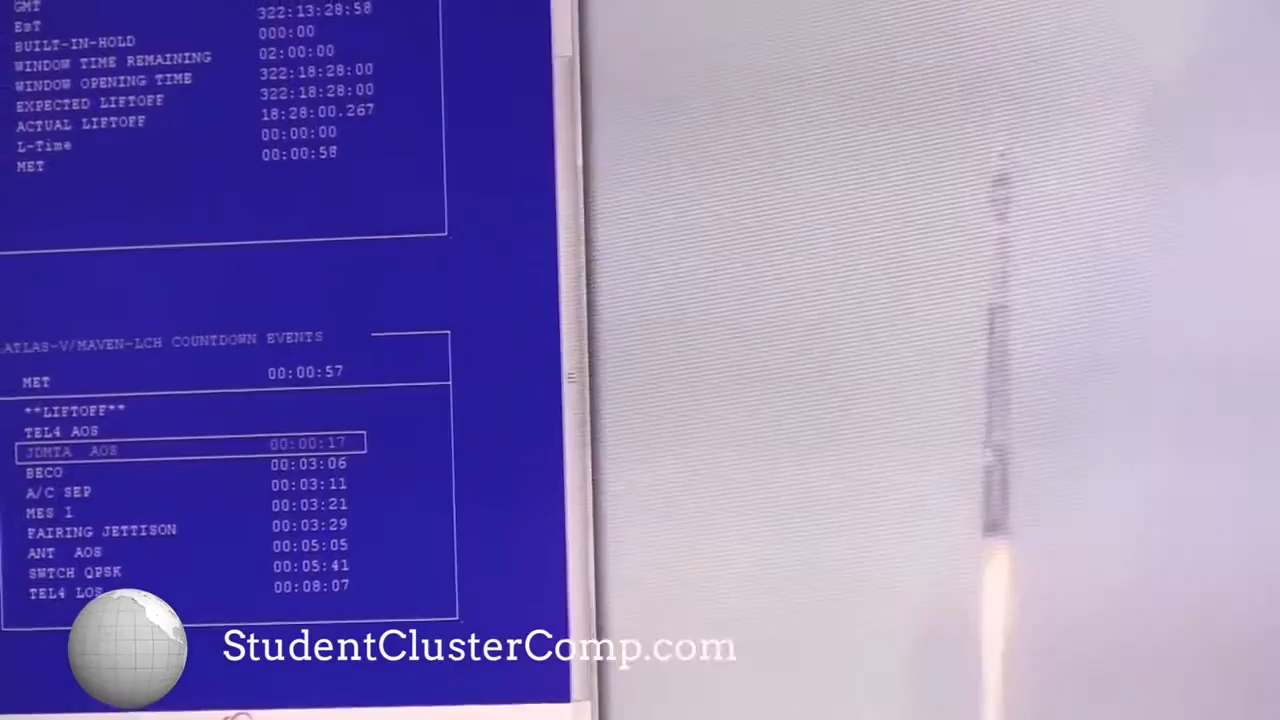 GMT 322:13:28:58
EST 000:00
BUILT-IN-HOLD 02:00:00
WINDOW TIME REMAINING 322:18:28:00
WINDOW OPENING TIME 322:18:28:00
EXPECTED LIFTOFF 18:28:00.267
ACTUAL LIFTOFF 00:00:00
L-Time 00:00:58
MET
ATLAS-V/MAVEN-LCH COUNTDOWN EVENTS
MET 00:00:57
**LIFTOFF**
TEL4 AOS
JDMTA AOS 00:00:17
BECO 00:03:06
A/C SEP 00:03:11
MES 1 00:03:21
FAIRING JETTISON 00:03:29
ANT AOS 00:05:05
SWTCH QPSK 00:05:41
TEL4 LOS 00:08:07
StudentClusterComp.com